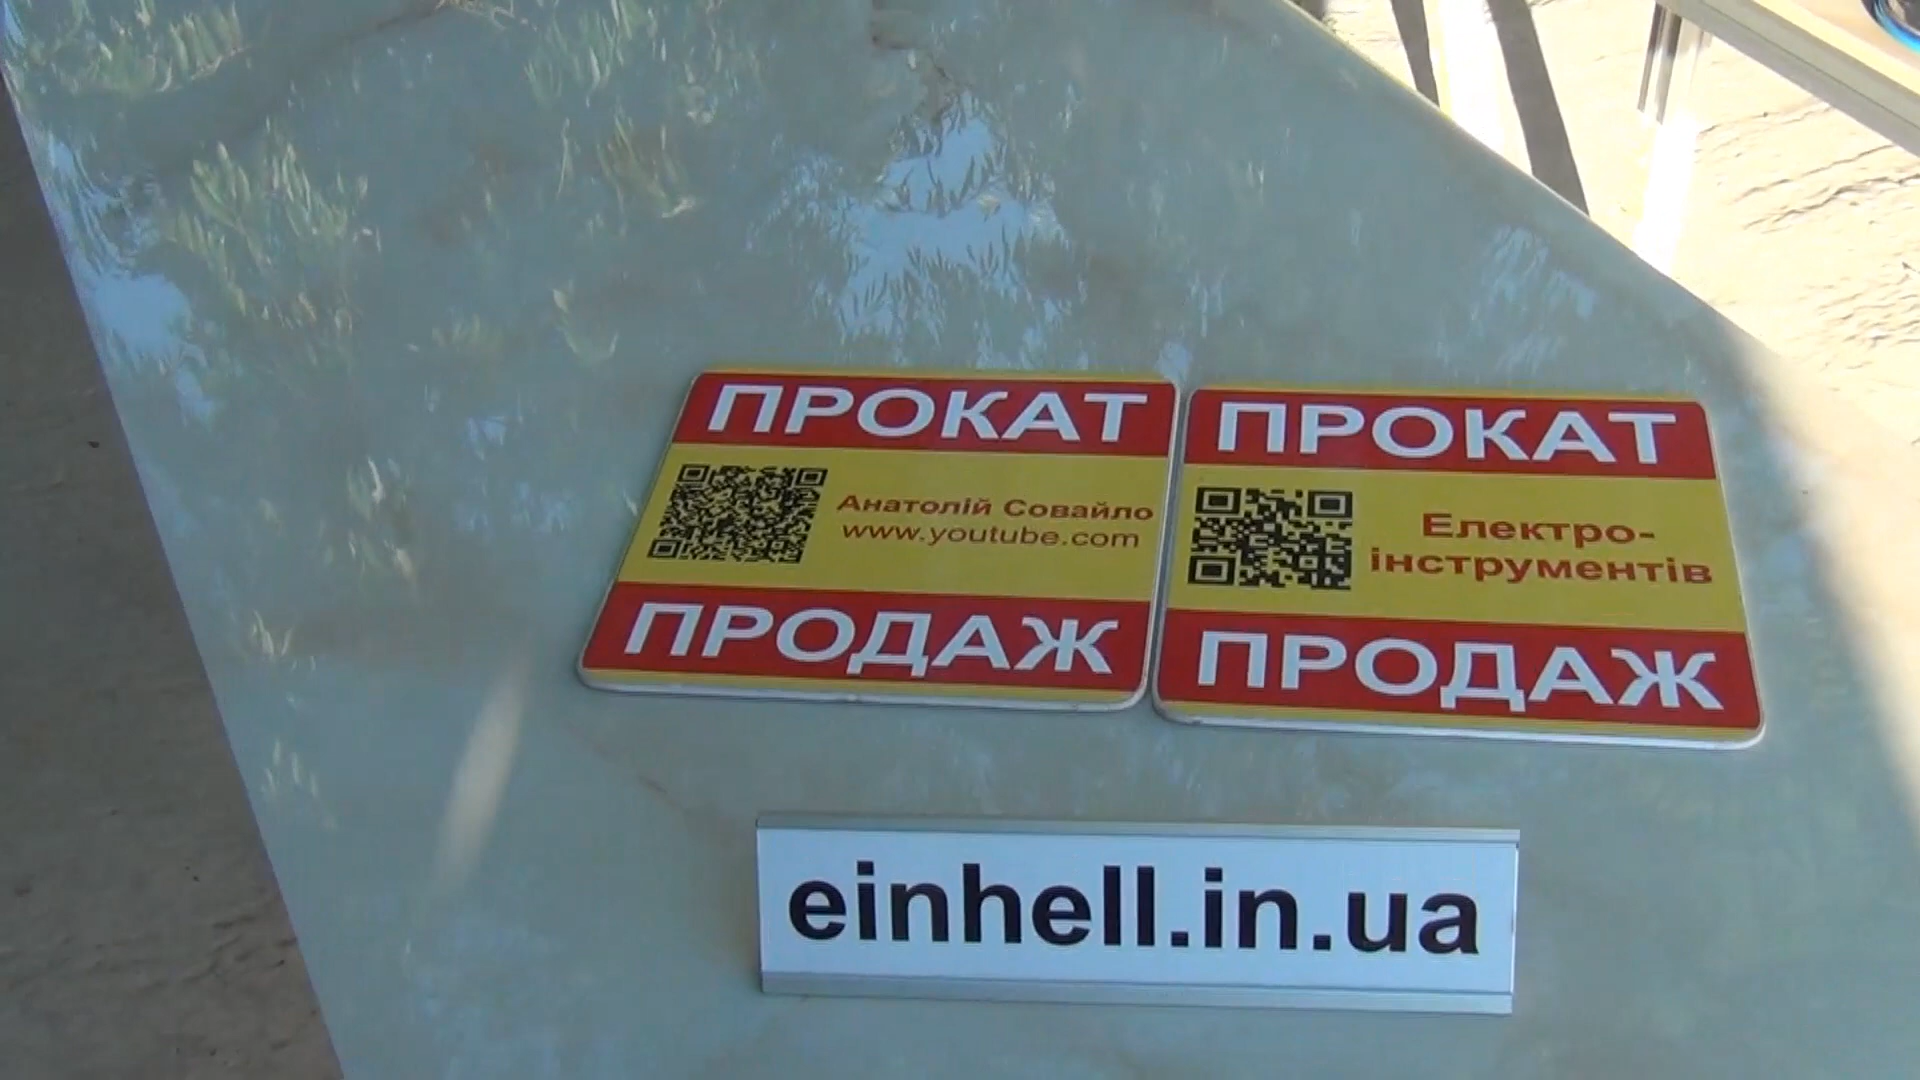 ПРОКАТ
Анатолій Совайло
www.youtube.com
ПРОДАЖ
ПРОКАТ
Електро-
інструментів
ПРОДАЖ
einhell.in.ua